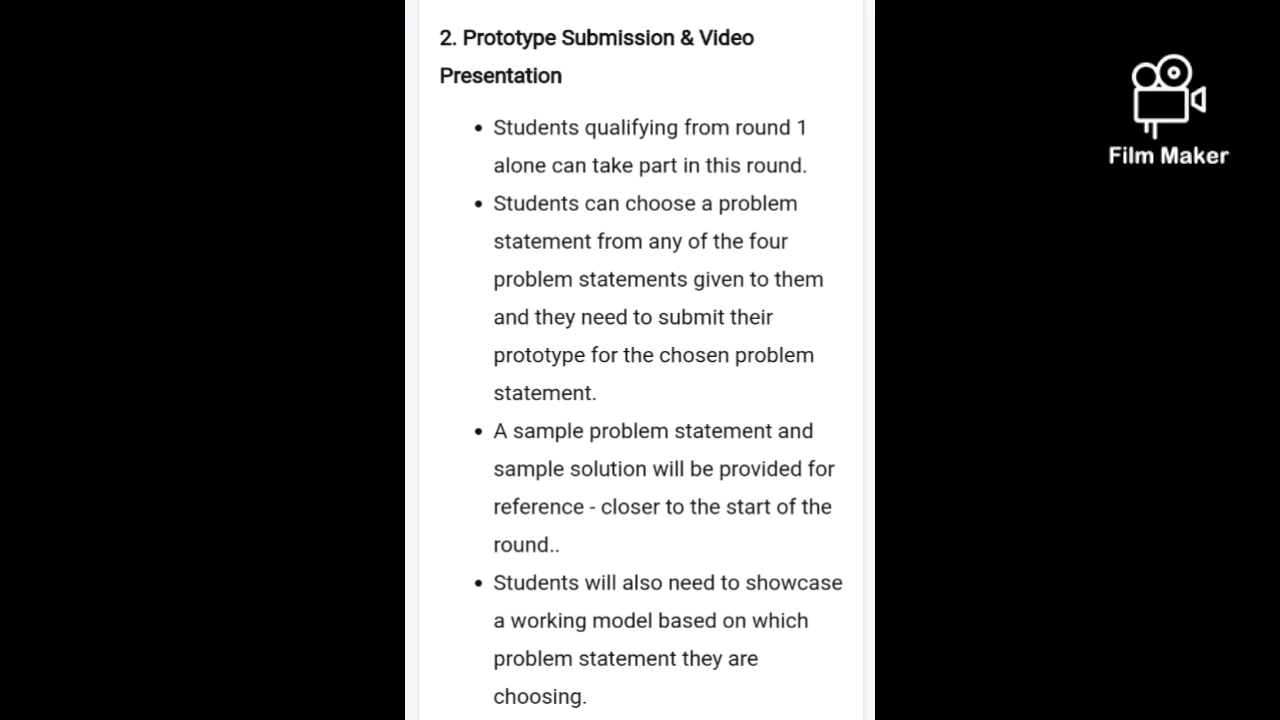 2. Prototype Submission & Video
Presentation
• Students qualifying from round 1
alone can take part in this round.
• Students can choose a problem
statement from any of the four
problem statements given to them
and they need to submit their
prototype for the chosen problem
statement.
• A sample problem statement and
sample solution will be provided for
reference - closer to the start of the
round..
• Students will also need to showcase
a working model based on which
problem statement they are
choosing.
Film Maker